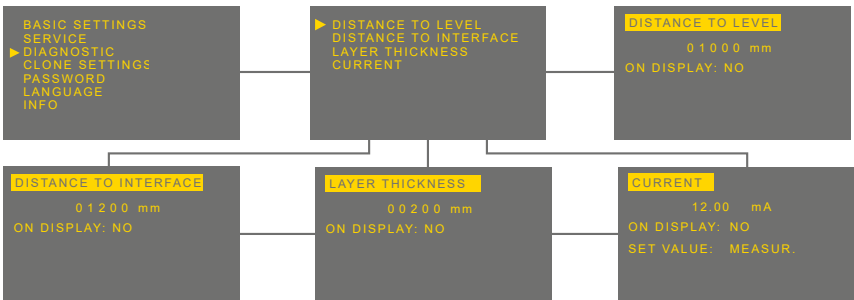 BASIC SETTINGS
SERVICE
DIAGNOSTIC
CLONE SETTINGS
PASSWORD
LANGUAGE
INFO
DISTANCE TO LEVEL
DISTANCE TO INTERFACE
LAYER THICKNESS
CURRENT
DISTANCE TO LEVEL
01000 mm
ON DISPLAY: NO
DISTANCE TO INTERFACE
01200 mm
ON DISPLAY: NO
LAYER THICKNESS
00200 mm
ON DISPLAY: NO
CURRENT
12.00 mA
ON DISPLAY: NO
SET VALUE: MEASUR.